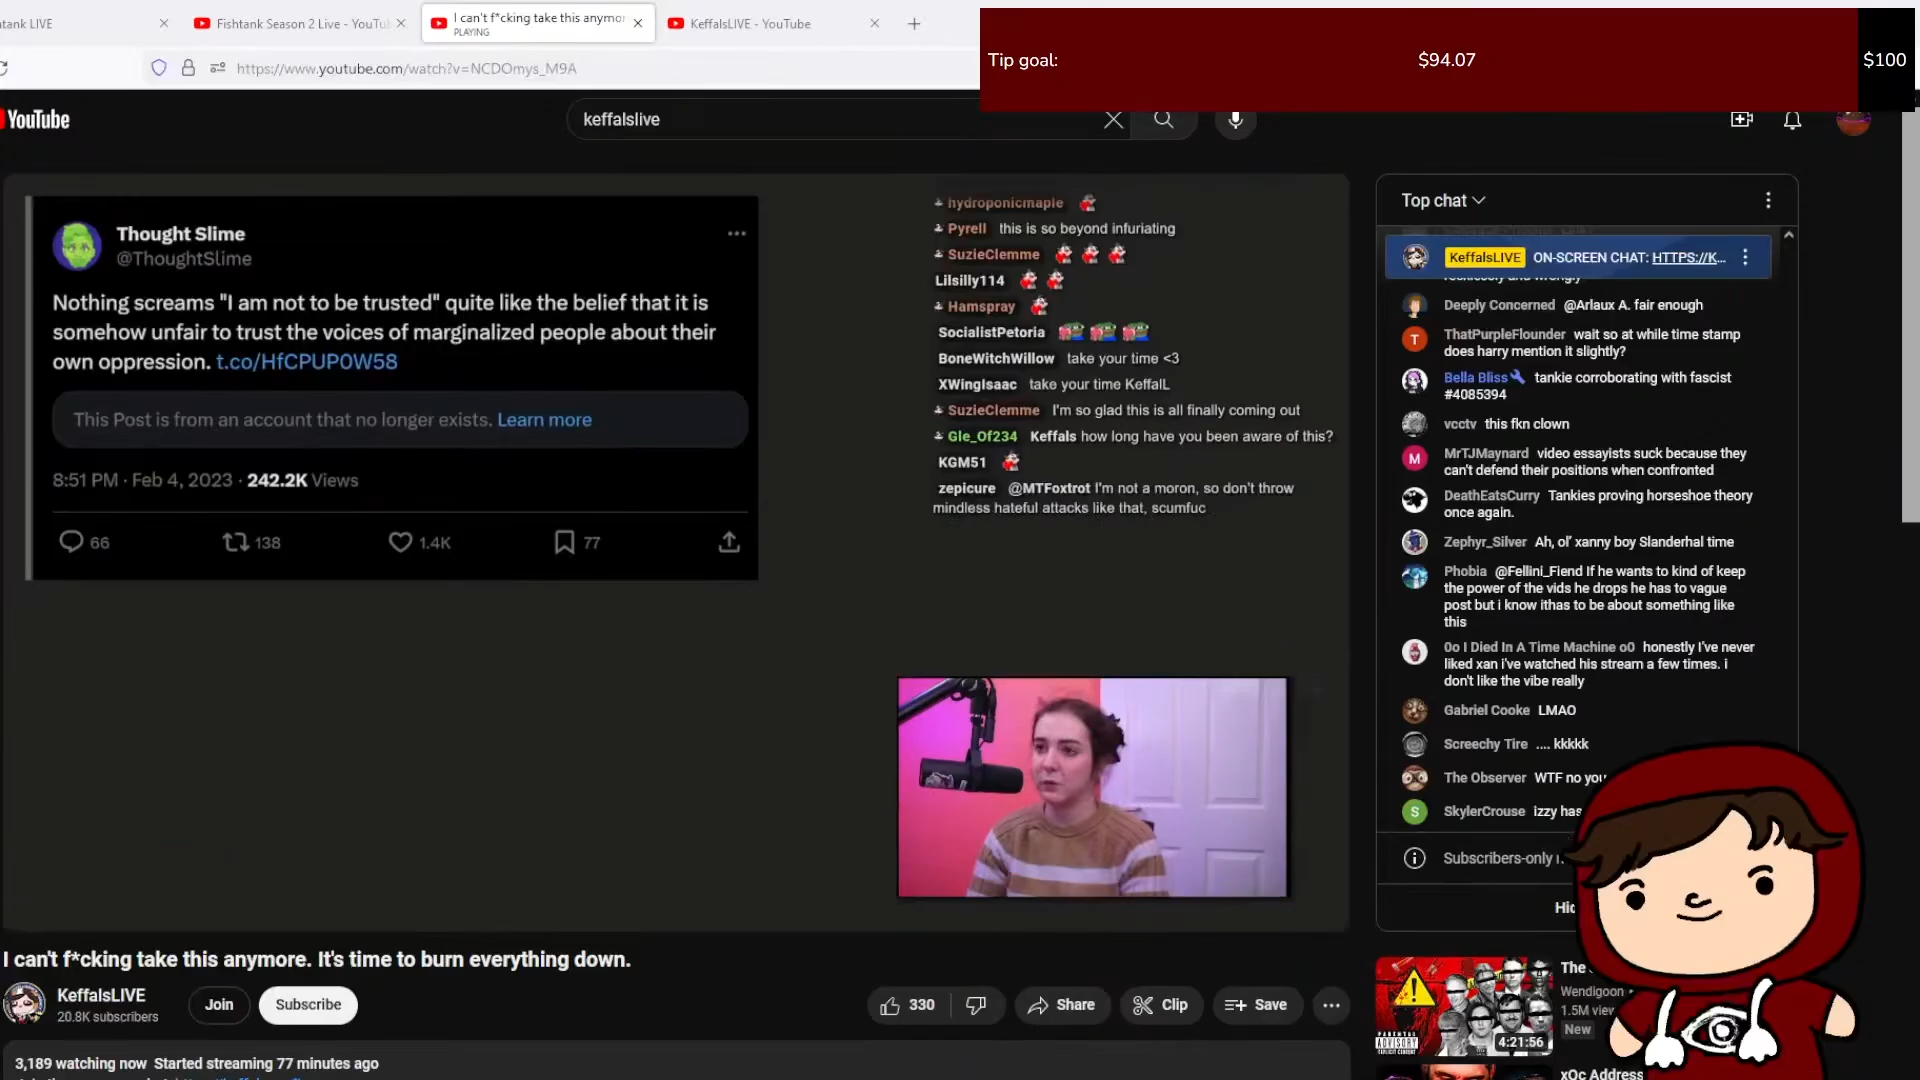 tank LIVE
Fishtank Season 2 Live - YouTu
I can't f*cking take this anymor
PLAYING
KeffalsLIVE - YouTube
https://www.youtube.com/watch?v=NCDOmys_M9A
Tip goal:
$94.07
$100
YouTube
keffalslive
Thought Slime
@ThoughtSlime
Nothing screams "I am not to be trusted" quite like the belief that it is
somehow unfair to trust the voices of marginalized people about their
own oppression. t.co/HfCPUP0W58
This Post is from an account that no longer exists. Learn more
8:51 PM · Feb 4, 2023 · 242.2K Views
66
138
1.4K
77
hydroponicmaple
Pyrell this is so beyond infuriating
SuzieClemme
Lilsilly114
Hamspray
SocialistPetoria
BoneWitchWillow take your time <3
XWingIsaac take your time KeffalL
SuzieClemme I'm so glad this is all finally coming out
Gle_Of234 Keffals how long have you been aware of this?
KGM51
zepicure @MTFoxtrot I'm not a moron, so don't throw
mindless hateful attacks like that, scumfuc
Top chat
KeffalsLIVE ON-SCREEN CHAT: HTTPS://K...
Deeply Concerned @Arlaux A. fair enough
ThatPurpleFlounder wait so at while time stamp
does harry mention it slightly?
Bella Bliss tankie corroborating with fascist
#4085394
vcctv this fkn clown
MrTJMaynard video essayists suck because they
can't defend their positions when confronted
DeathEatsCurry Tankies proving horseshoe theory
once again.
Zephyr_Silver Ah, ol' xanny boy Slanderhal time
Phobia @Fellini_Fiend If he wants to kind of keep
the power of the vids he drops he has to vague
post but i know ithas to be about something like
this
0o I Died In A Time Machine o0 honestly I've never
liked xan i've watched his stream a few times. i
don't like the vibe really
Gabriel Cooke LMAO
Screechy Tire .... kkkkk
The Observer WTF no you
SkylerCrouse izzy has
Subscribers-only
Hid
I can't f*cking take this anymore. It's time to burn everything down.
KeffalsLIVE
20.8K subscribers
Join
Subscribe
330
Share
Clip
Save
3,189 watching now Started streaming 77 minutes ago
The
Wendigoon
1.5M view
New
PARENTAL
ADVISORY
EXPLICIT CONTENT
4:21:56
xQc Address